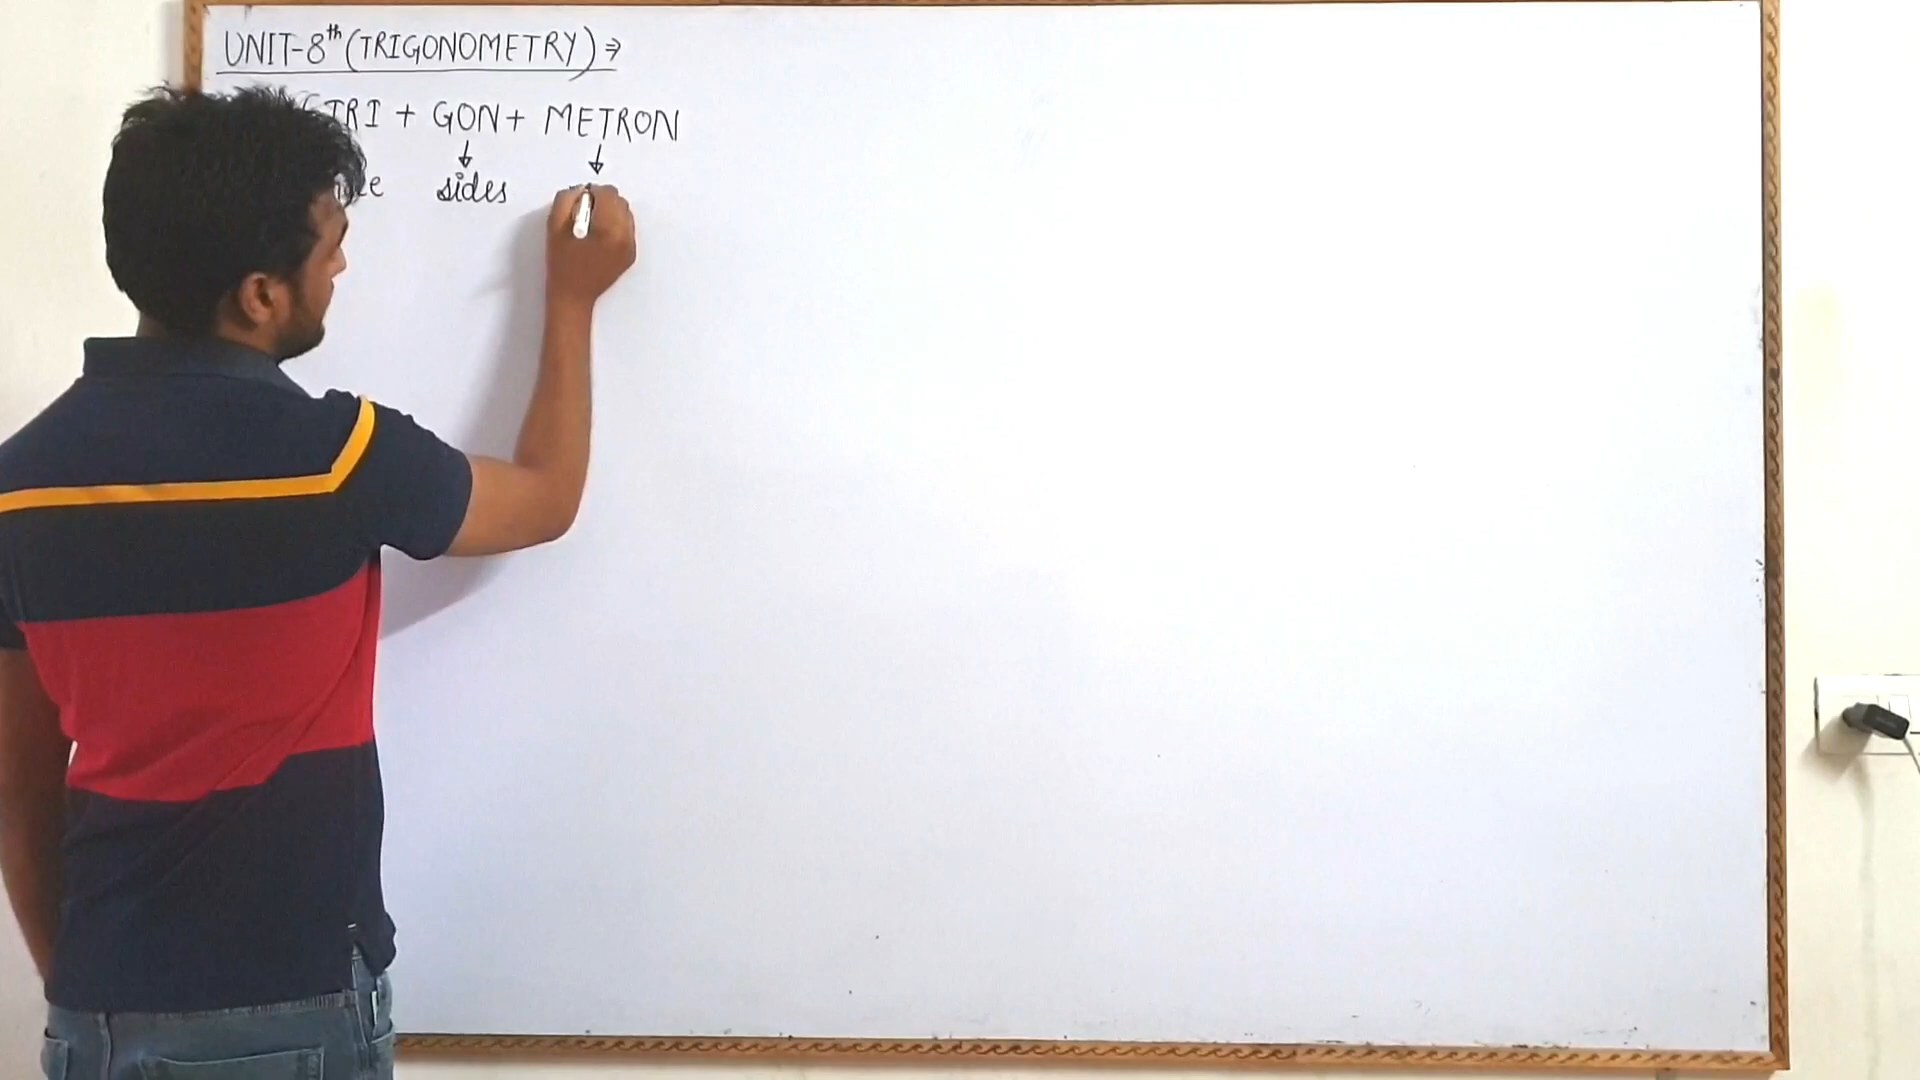 UNIT-8th (TRIGONOMETRY) ⇒
TRI + GON + METRON
↓ ↓
sides